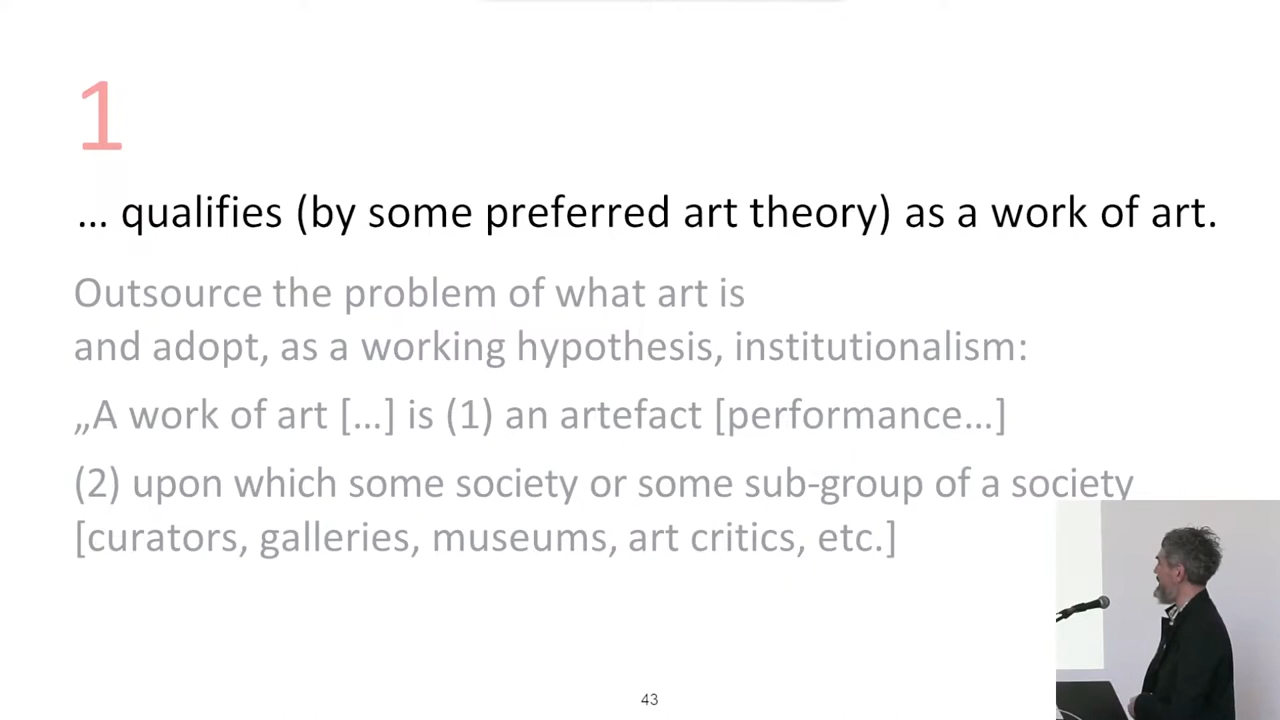 1
... qualifies (by some preferred art theory) as a work of art.
Outsource the problem of what art is
and adopt, as a working hypothesis, institutionalism:
„A work of art [...] is (1) an artefact [performance...]
(2) upon which some society or some sub-group of a society
[curators, galleries, museums, art critics, etc.]
43